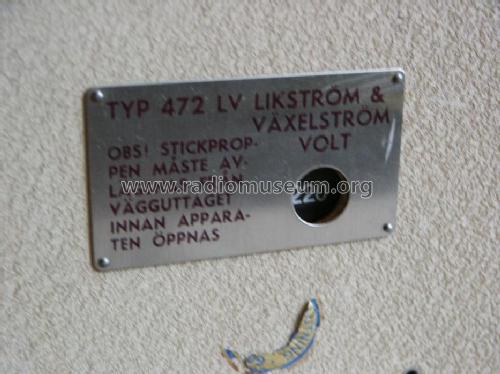 TYP 472 LV LIKSTRÖM &
VÄXELSTRÖM
VOLT
220
OBS! STICKPROP-
PEN MÅSTE AV-
www.radiomuseum.org
VÄGGUTTAGET
INNAN APPARA-
TEN ÖPPNAS